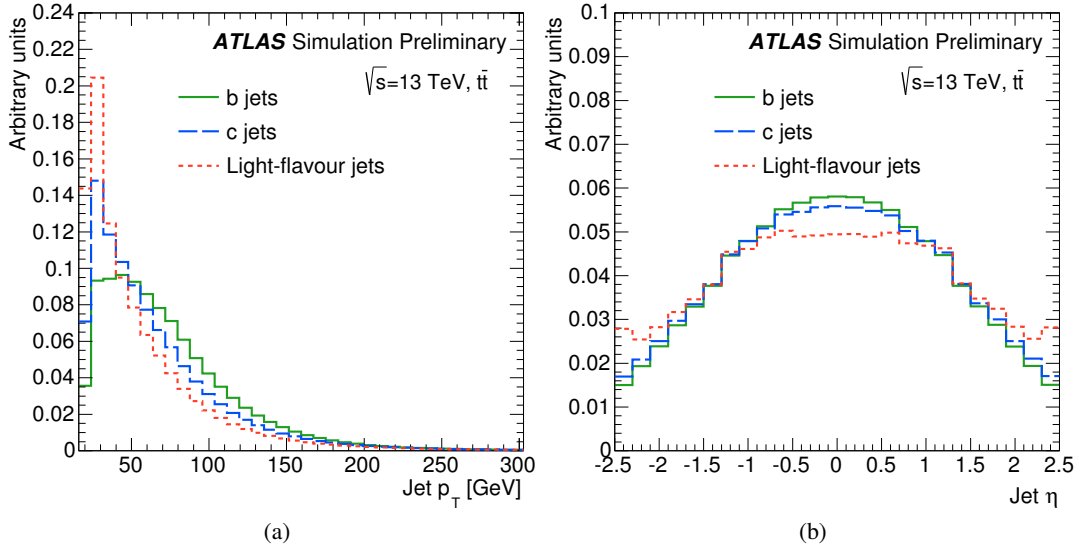 Arbitrary units
0.24
0.22
0.2
0.18
0.16
0.14
0.12
0.1
0.08
0.06
0.04
0.02
0
ATLAS Simulation Preliminary
√s=13 TeV, tt̄
b jets
c jets
Light-flavour jets
50 100 150 200 250 300
Jet p_T [GeV]
(a)
Arbitrary units
0.1
0.09
0.08
0.07
0.06
0.05
0.04
0.03
0.02
0.01
0
ATLAS Simulation Preliminary
√s=13 TeV, tt̄
b jets
c jets
Light-flavour jets
-2.5 -2 -1.5 -1 -0.5 0 0.5 1 1.5 2 2.5
Jet η
(b)